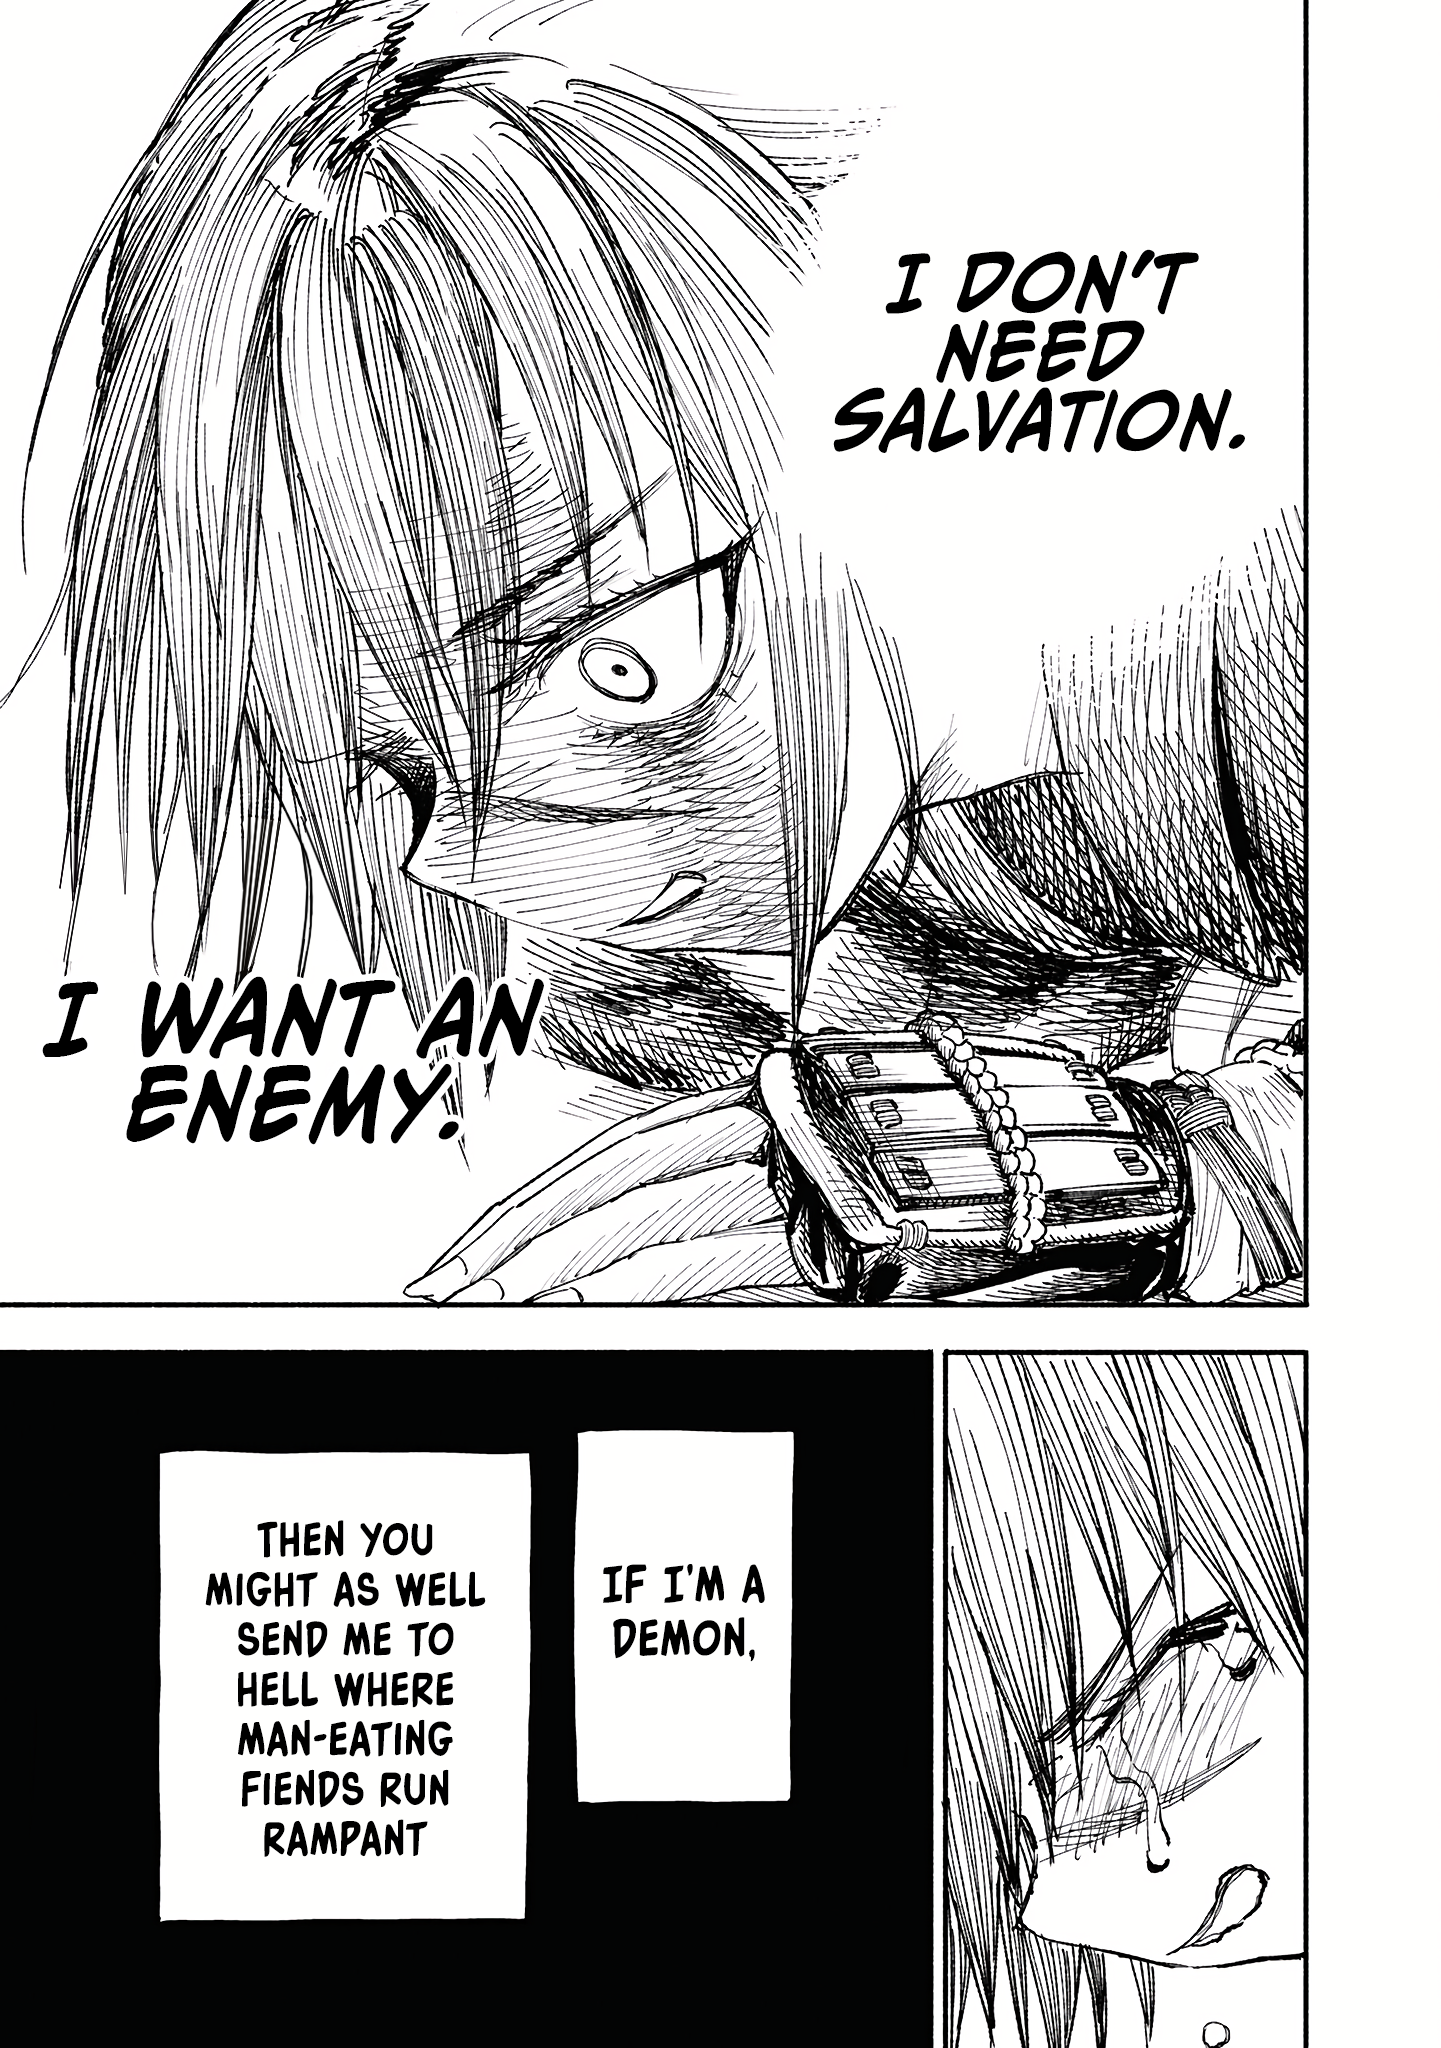 I DON'T
NEED
SALVATION.
I WANT AN
ENEMY.
IF I'M A
DEMON,
THEN YOU
MIGHT AS WELL
SEND ME TO
HELL WHERE
MAN-EATING
FIENDS RUN
RAMPANT